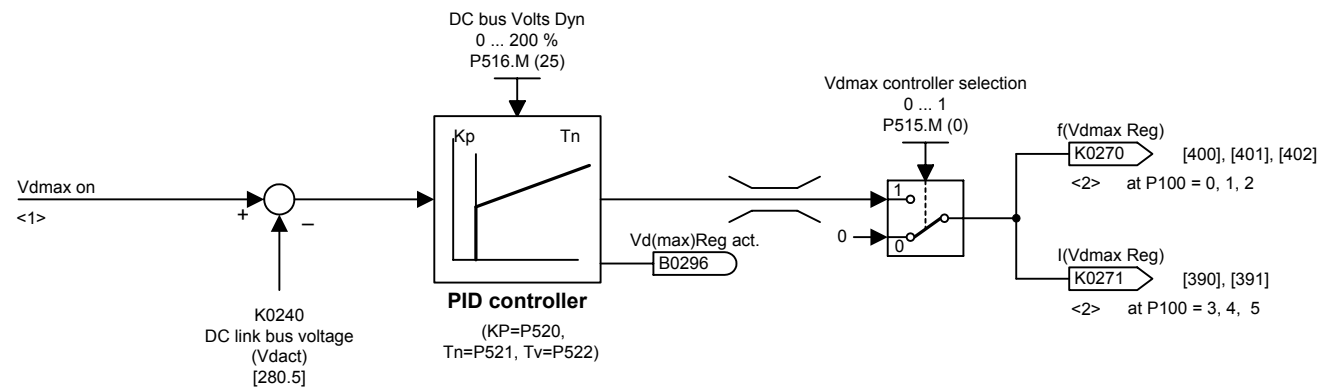 DC bus Volts Dyn
0 ... 200 %
P516.M (25)
Vdmax controller selection
0 ... 1
P515.M (0)
Kp Tn
f(Vdmax Reg)
K0270 [400], [401], [402]
<2> at P100 = 0, 1, 2
Vdmax on
<1>
+
–
1
0
0
Vd(max)Reg act.
B0296
I(Vdmax Reg)
K0271 [390], [391]
<2> at P100 = 3, 4, 5
PID controller
(KP=P520,
Tn=P521, Tv=P522)
K0240
DC link bus voltage
(Vdact)
[280.5]